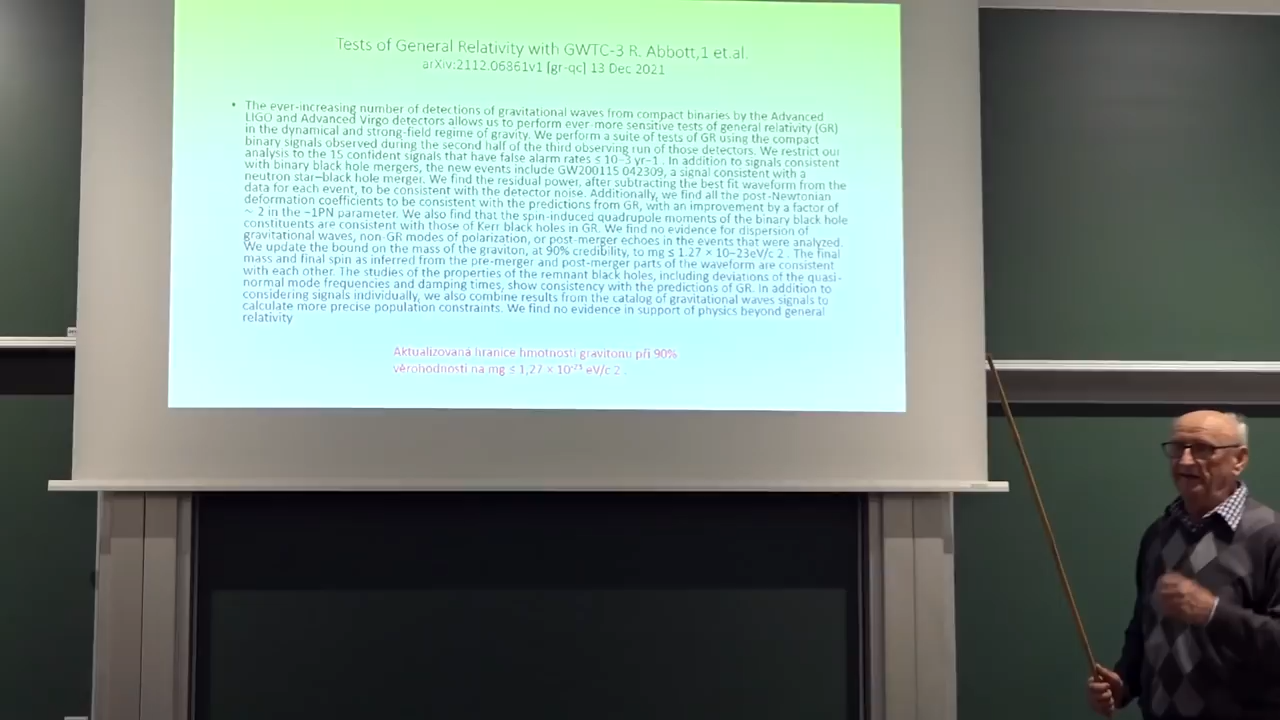 Tests of General Relativity with GWTC-3 R. Abbott,1 et.al.
arXiv:2112.06861v1 [gr-qc] 13 Dec 2021
• The ever-increasing number of detections of gravitational waves from compact binaries by the Advanced
LIGO and Advanced Virgo detectors allows us to perform ever-more sensitive tests of general relativity (GR)
in the dynamical and strong-field regime of gravity. We perform a suite of tests of GR using the compact
binary signals observed during the second half of the third observing run of those detectors. We restrict our
analysis to the 15 confident signals that have false alarm rates ≤ 10−3 yr−1 . In addition to signals consistent
with binary black hole mergers, the new events include GW200115 042309, a signal consistent with a
neutron star–black hole merger. We find the residual power, after subtracting the best fit waveform from the
data for each event, to be consistent with the detector noise. Additionally, we find all the post-Newtonian
deformation coefficients to be consistent with the predictions from GR, with an improvement by a factor of
∼ 2 in the −1PN parameter. We also find that the spin-induced quadrupole moments of the binary black hole
constituents are consistent with those of Kerr black holes in GR. We find no evidence for dispersion of
gravitational waves, non-GR modes of polarization, or post-merger echoes in the events that were analyzed.
We update the bound on the mass of the graviton, at 90% credibility, to mg ≤ 1.27 × 10−23eV/c 2 . The final
mass and final spin as inferred from the pre-merger and post-merger parts of the waveform are consistent
with each other. The studies of the properties of the remnant black holes, including deviations of the quasi-
normal mode frequencies and damping times, show consistency with the predictions of GR. In addition to
considering signals individually, we also combine results from the catalog of gravitational waves signals to
calculate more precise population constraints. We find no evidence in support of physics beyond general
relativity
Aktualizovaná hranice hmotnosti gravitonu při 90%
věrohodnosti na mg ≤ 1,27 × 10⁻²³ eV/c 2 .